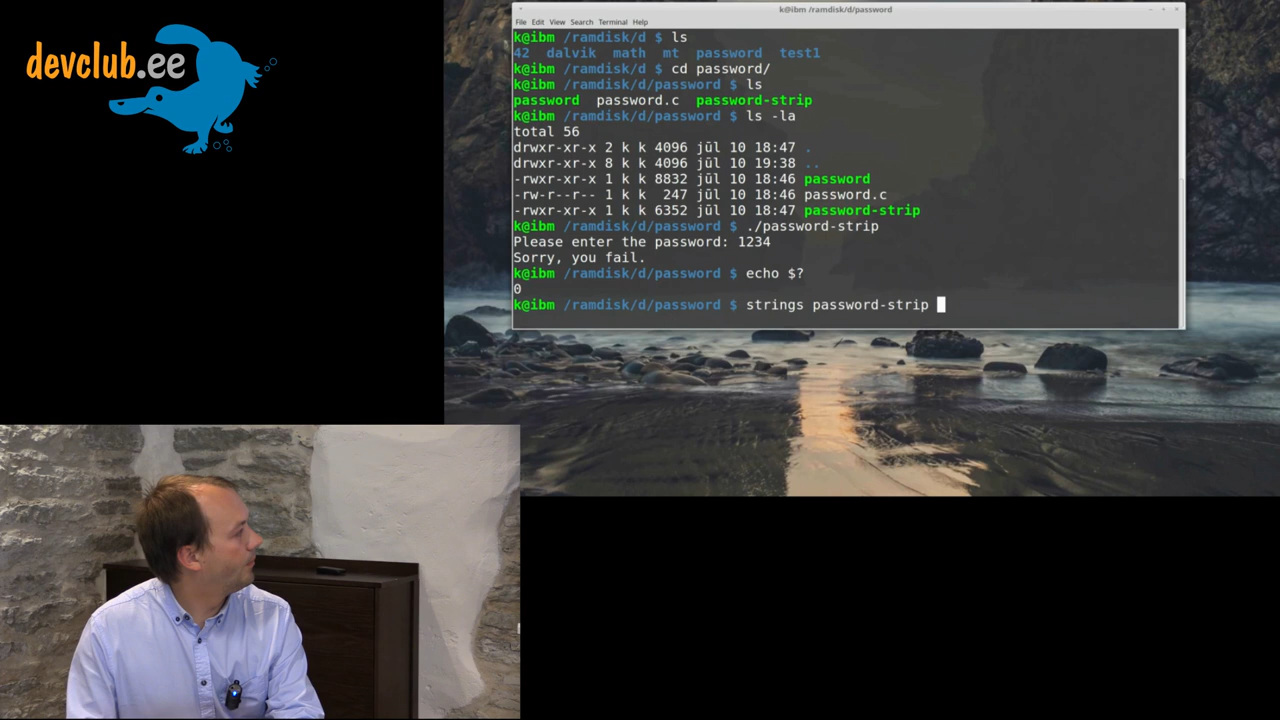 devclub.ee
k@ibm /ramdisk/d/password
File Edit View Search Terminal Help
k@ibm /ramdisk/d $ ls
42 dalvik math mt password test1
k@ibm /ramdisk/d $ cd password/
k@ibm /ramdisk/d/password $ ls
password password.c password-strip
k@ibm /ramdisk/d/password $ ls -la
total 56
drwxr-xr-x 2 k k 4096 jūl 10 18:47 .
drwxr-xr-x 8 k k 4096 jūl 10 19:38 ..
-rwxr-xr-x 1 k k 8832 jūl 10 18:46 password
-rw-r--r-- 1 k k 247 jūl 10 18:46 password.c
-rwxr-xr-x 1 k k 6352 jūl 10 18:47 password-strip
k@ibm /ramdisk/d/password $ ./password-strip
Please enter the password: 1234
Sorry, you fail.
k@ibm /ramdisk/d/password $ echo $?
0
k@ibm /ramdisk/d/password $ strings password-strip